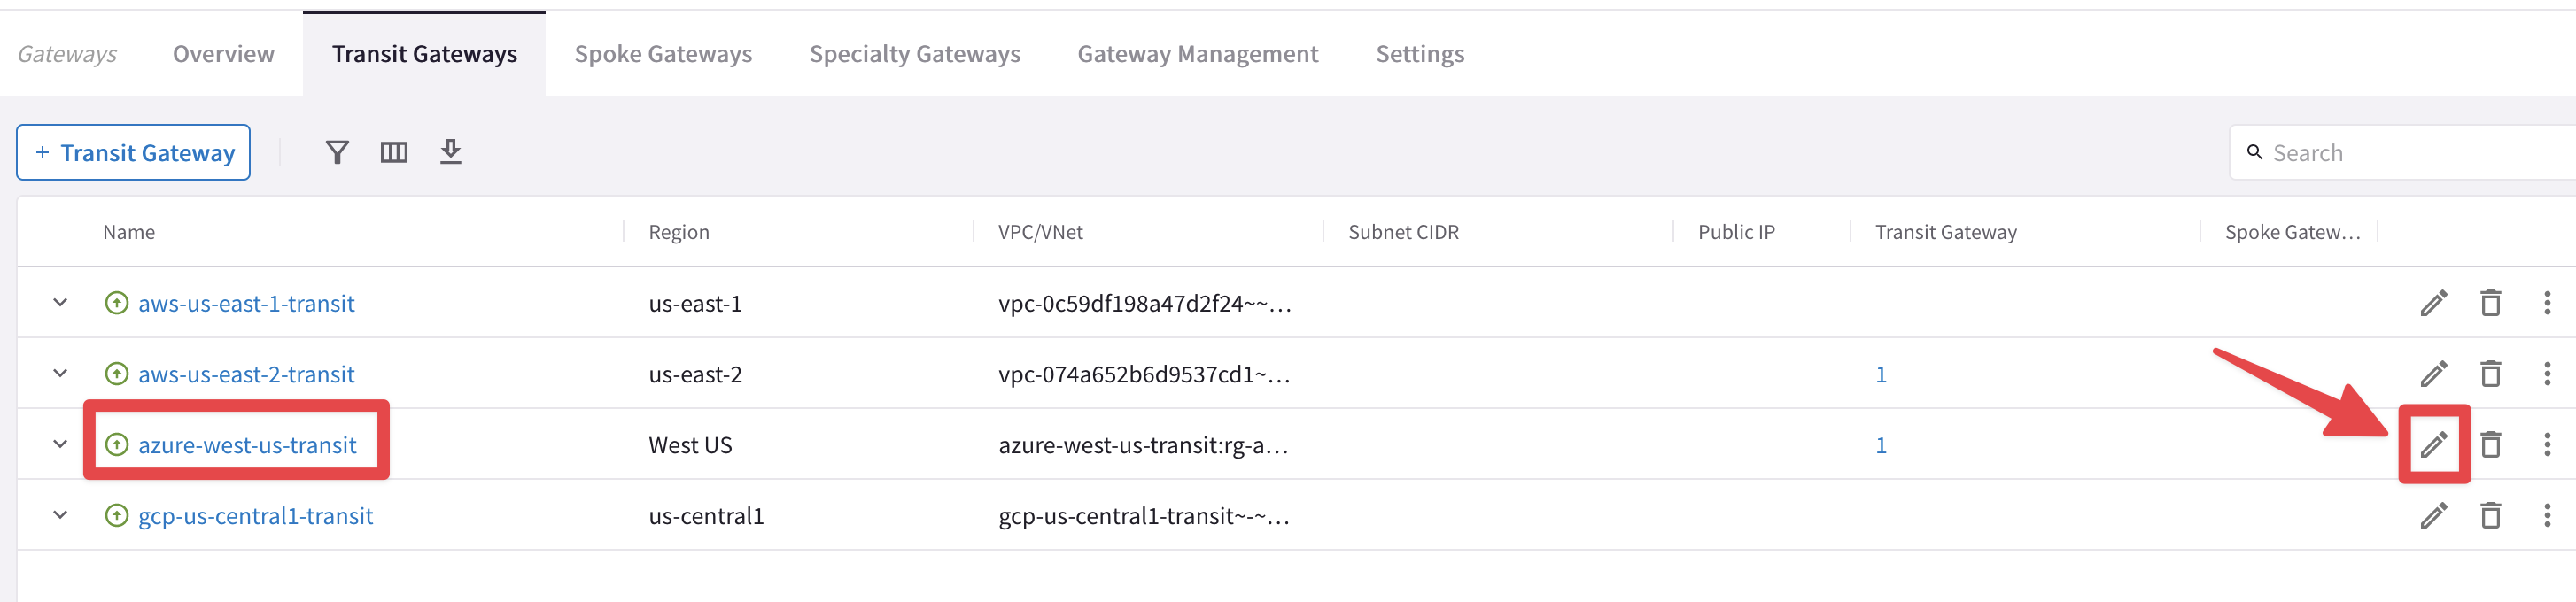 Gateways Overview Transit Gateways Spoke Gateways Specialty Gateways Gateway Management Settings
+ Transit Gateway Search
Name Region VPC/VNet Subnet CIDR Public IP Transit Gateway Spoke Gatew...
aws-us-east-1-transit us-east-1 vpc-0c59df198a47d2f24~~...
aws-us-east-2-transit us-east-2 vpc-074a652b6d9537cd1~... 1
azure-west-us-transit West US azure-west-us-transit:rg-a... 1
gcp-us-central1-transit us-central1 gcp-us-central1-transit~-~...